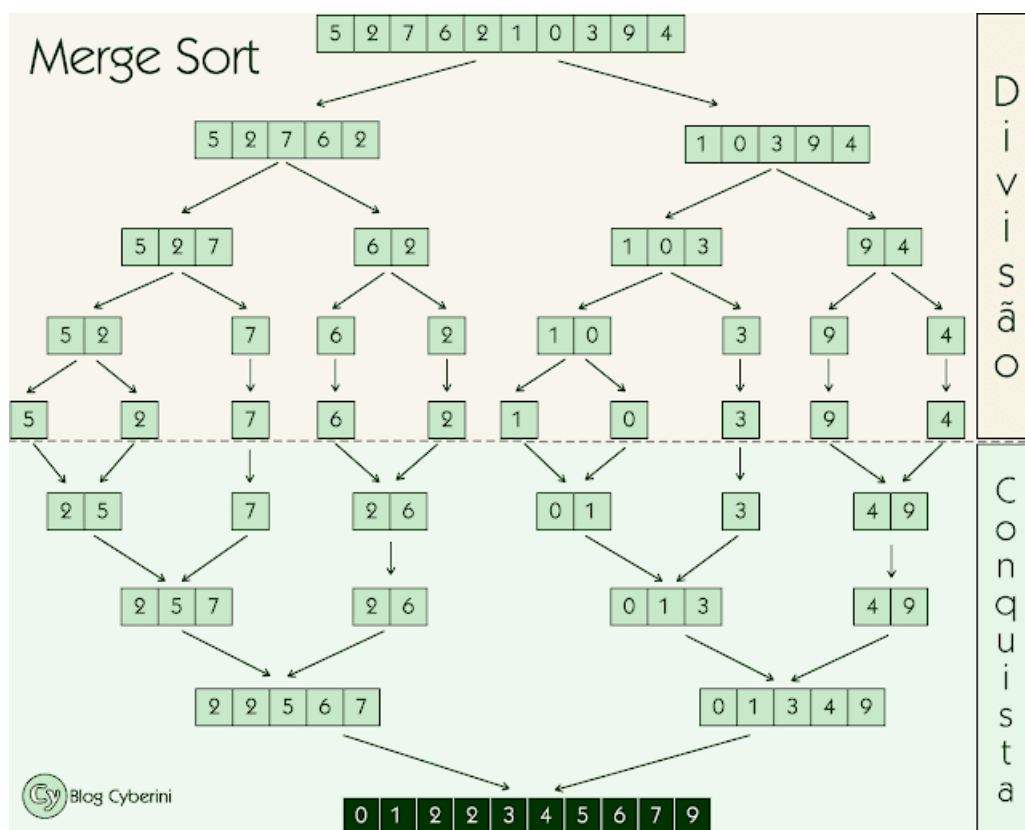 5 2 7 6 2 1 0 3 9 4
Merge Sort
5 2 7 6 2 1 0 3 9 4
5 2 7 6 2 1 0 3 9 4
5 2 7 6 2 1 0 3 9 4
5 2 7 6 2 1 0 3 9 4
Divisão
2 5 7 2 6 0 1 3 4 9
2 5 7 2 6 0 1 3 4 9
2 2 5 6 7 0 1 3 4 9
Conquista
Cy Blog Cyberini
0 1 2 2 3 4 5 6 7 9